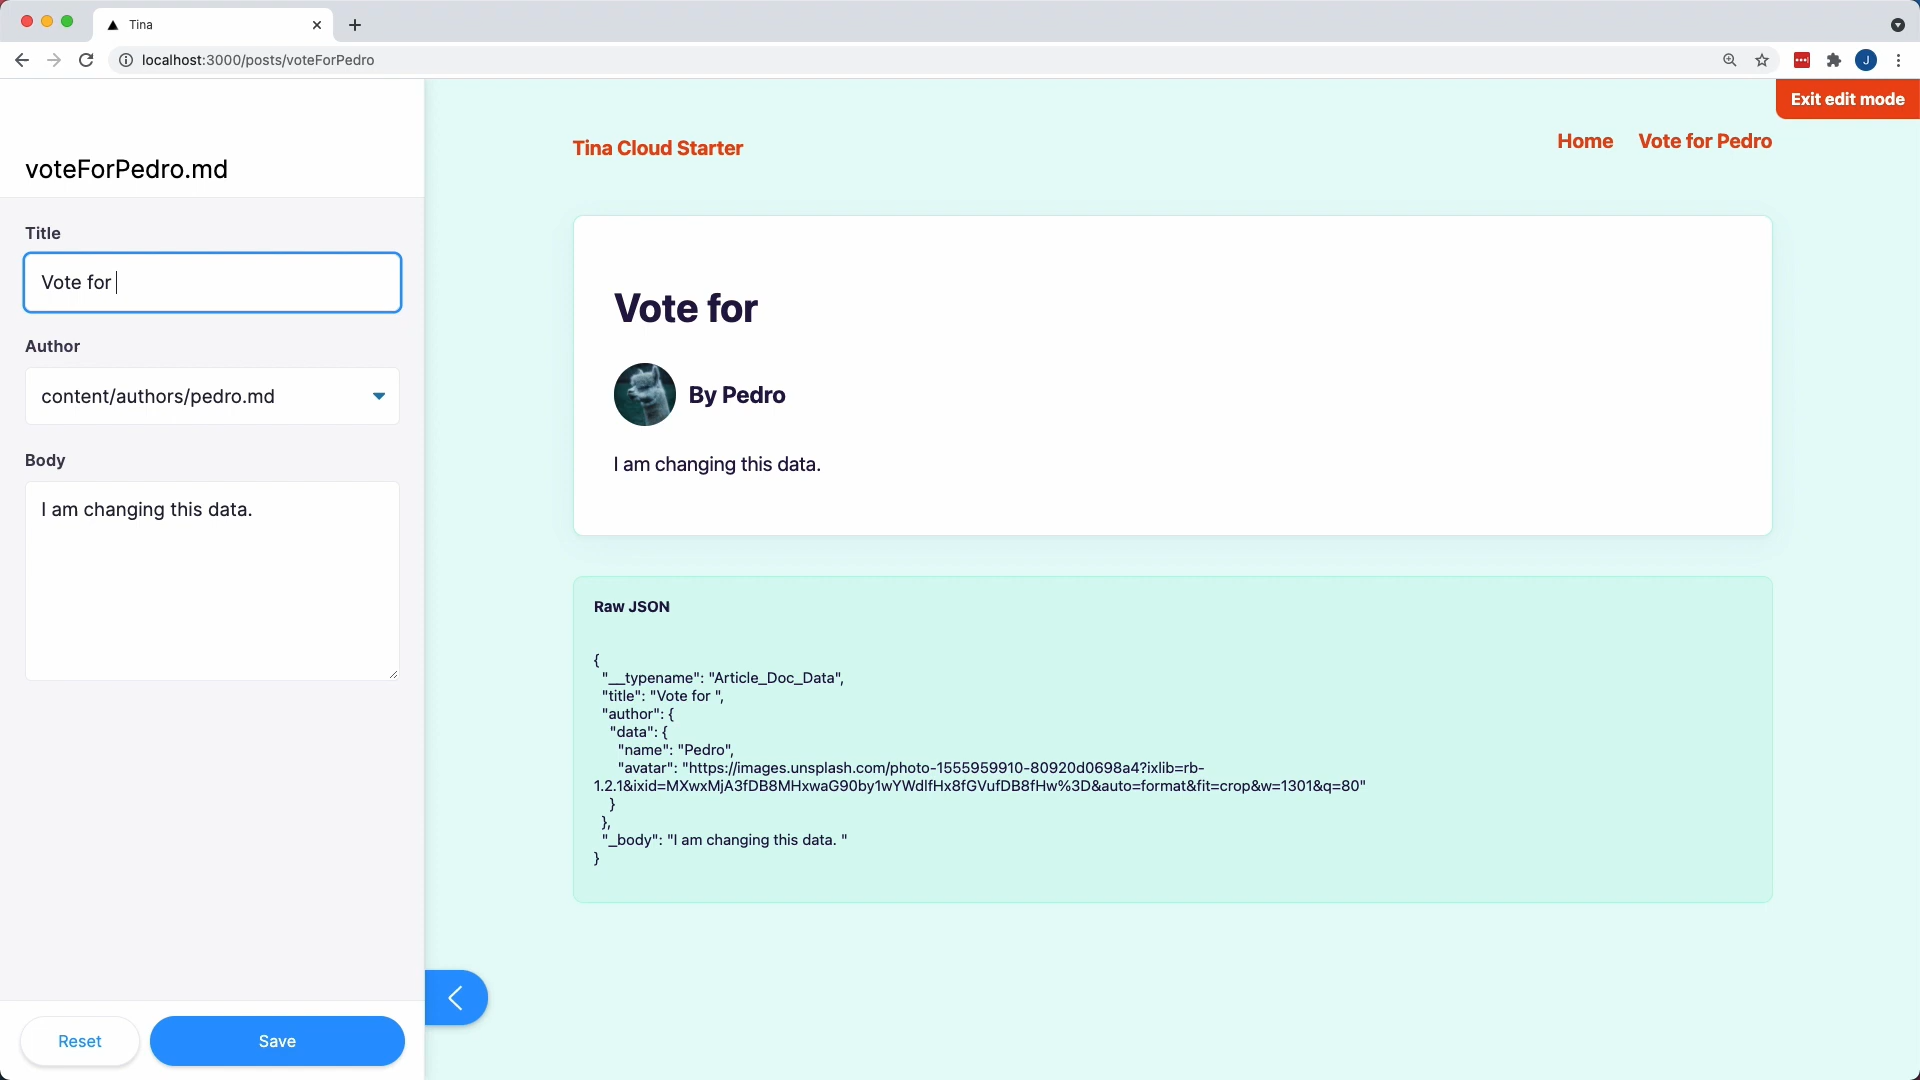 Tina
localhost:3000/posts/voteForPedro
J
Exit edit mode
voteForPedro.md
Tina Cloud Starter
Home
Vote for Pedro
Title
Vote for
Author
content/authors/pedro.md
Body
I am changing this data.
Vote for
By Pedro
I am changing this data.
Raw JSON
{
"__typename": "Article_Doc_Data",
"title": "Vote for ",
"author": {
"data": {
"name": "Pedro",
"avatar": "https://images.unsplash.com/photo-1555959910-80920d0698a4?ixlib=rb-
1.2.1&ixid=MXwxMjA3fDB8MHxwaG90by1wYWdlfHx8fGVufDB8fHw%3D&auto=format&fit=crop&w=1301&q=80"
}
},
"_body": "I am changing this data. "
}
Reset
Save